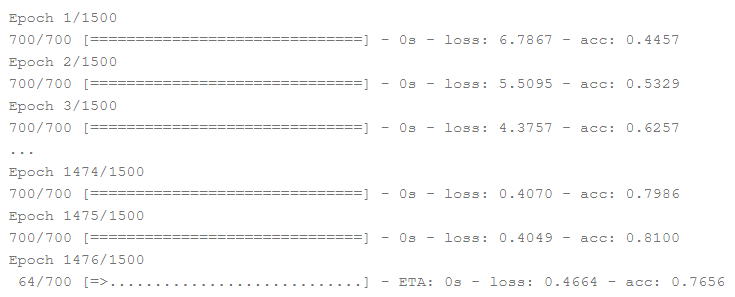 Epoch 1/1500
700/700 [==============================] - 0s - loss: 6.7867 - acc: 0.4457
Epoch 2/1500
700/700 [==============================] - 0s - loss: 5.5095 - acc: 0.5329
Epoch 3/1500
700/700 [==============================] - 0s - loss: 4.3757 - acc: 0.6257
...
Epoch 1474/1500
700/700 [==============================] - 0s - loss: 0.4070 - acc: 0.7986
Epoch 1475/1500
700/700 [==============================] - 0s - loss: 0.4049 - acc: 0.8100
Epoch 1476/1500
 64/700 [=>............................] - ETA: 0s - loss: 0.4664 - acc: 0.7656